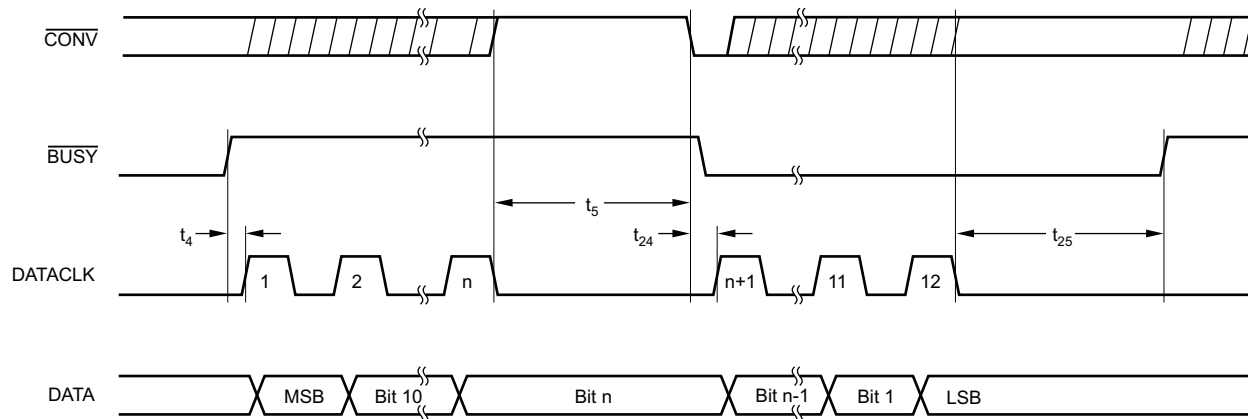 CONV
BUSY
t5
t4
t24
t25
DATACLK
1
2
n
n+1
11
12
DATA
MSB
Bit 10
Bit n
Bit n-1
Bit 1
LSB